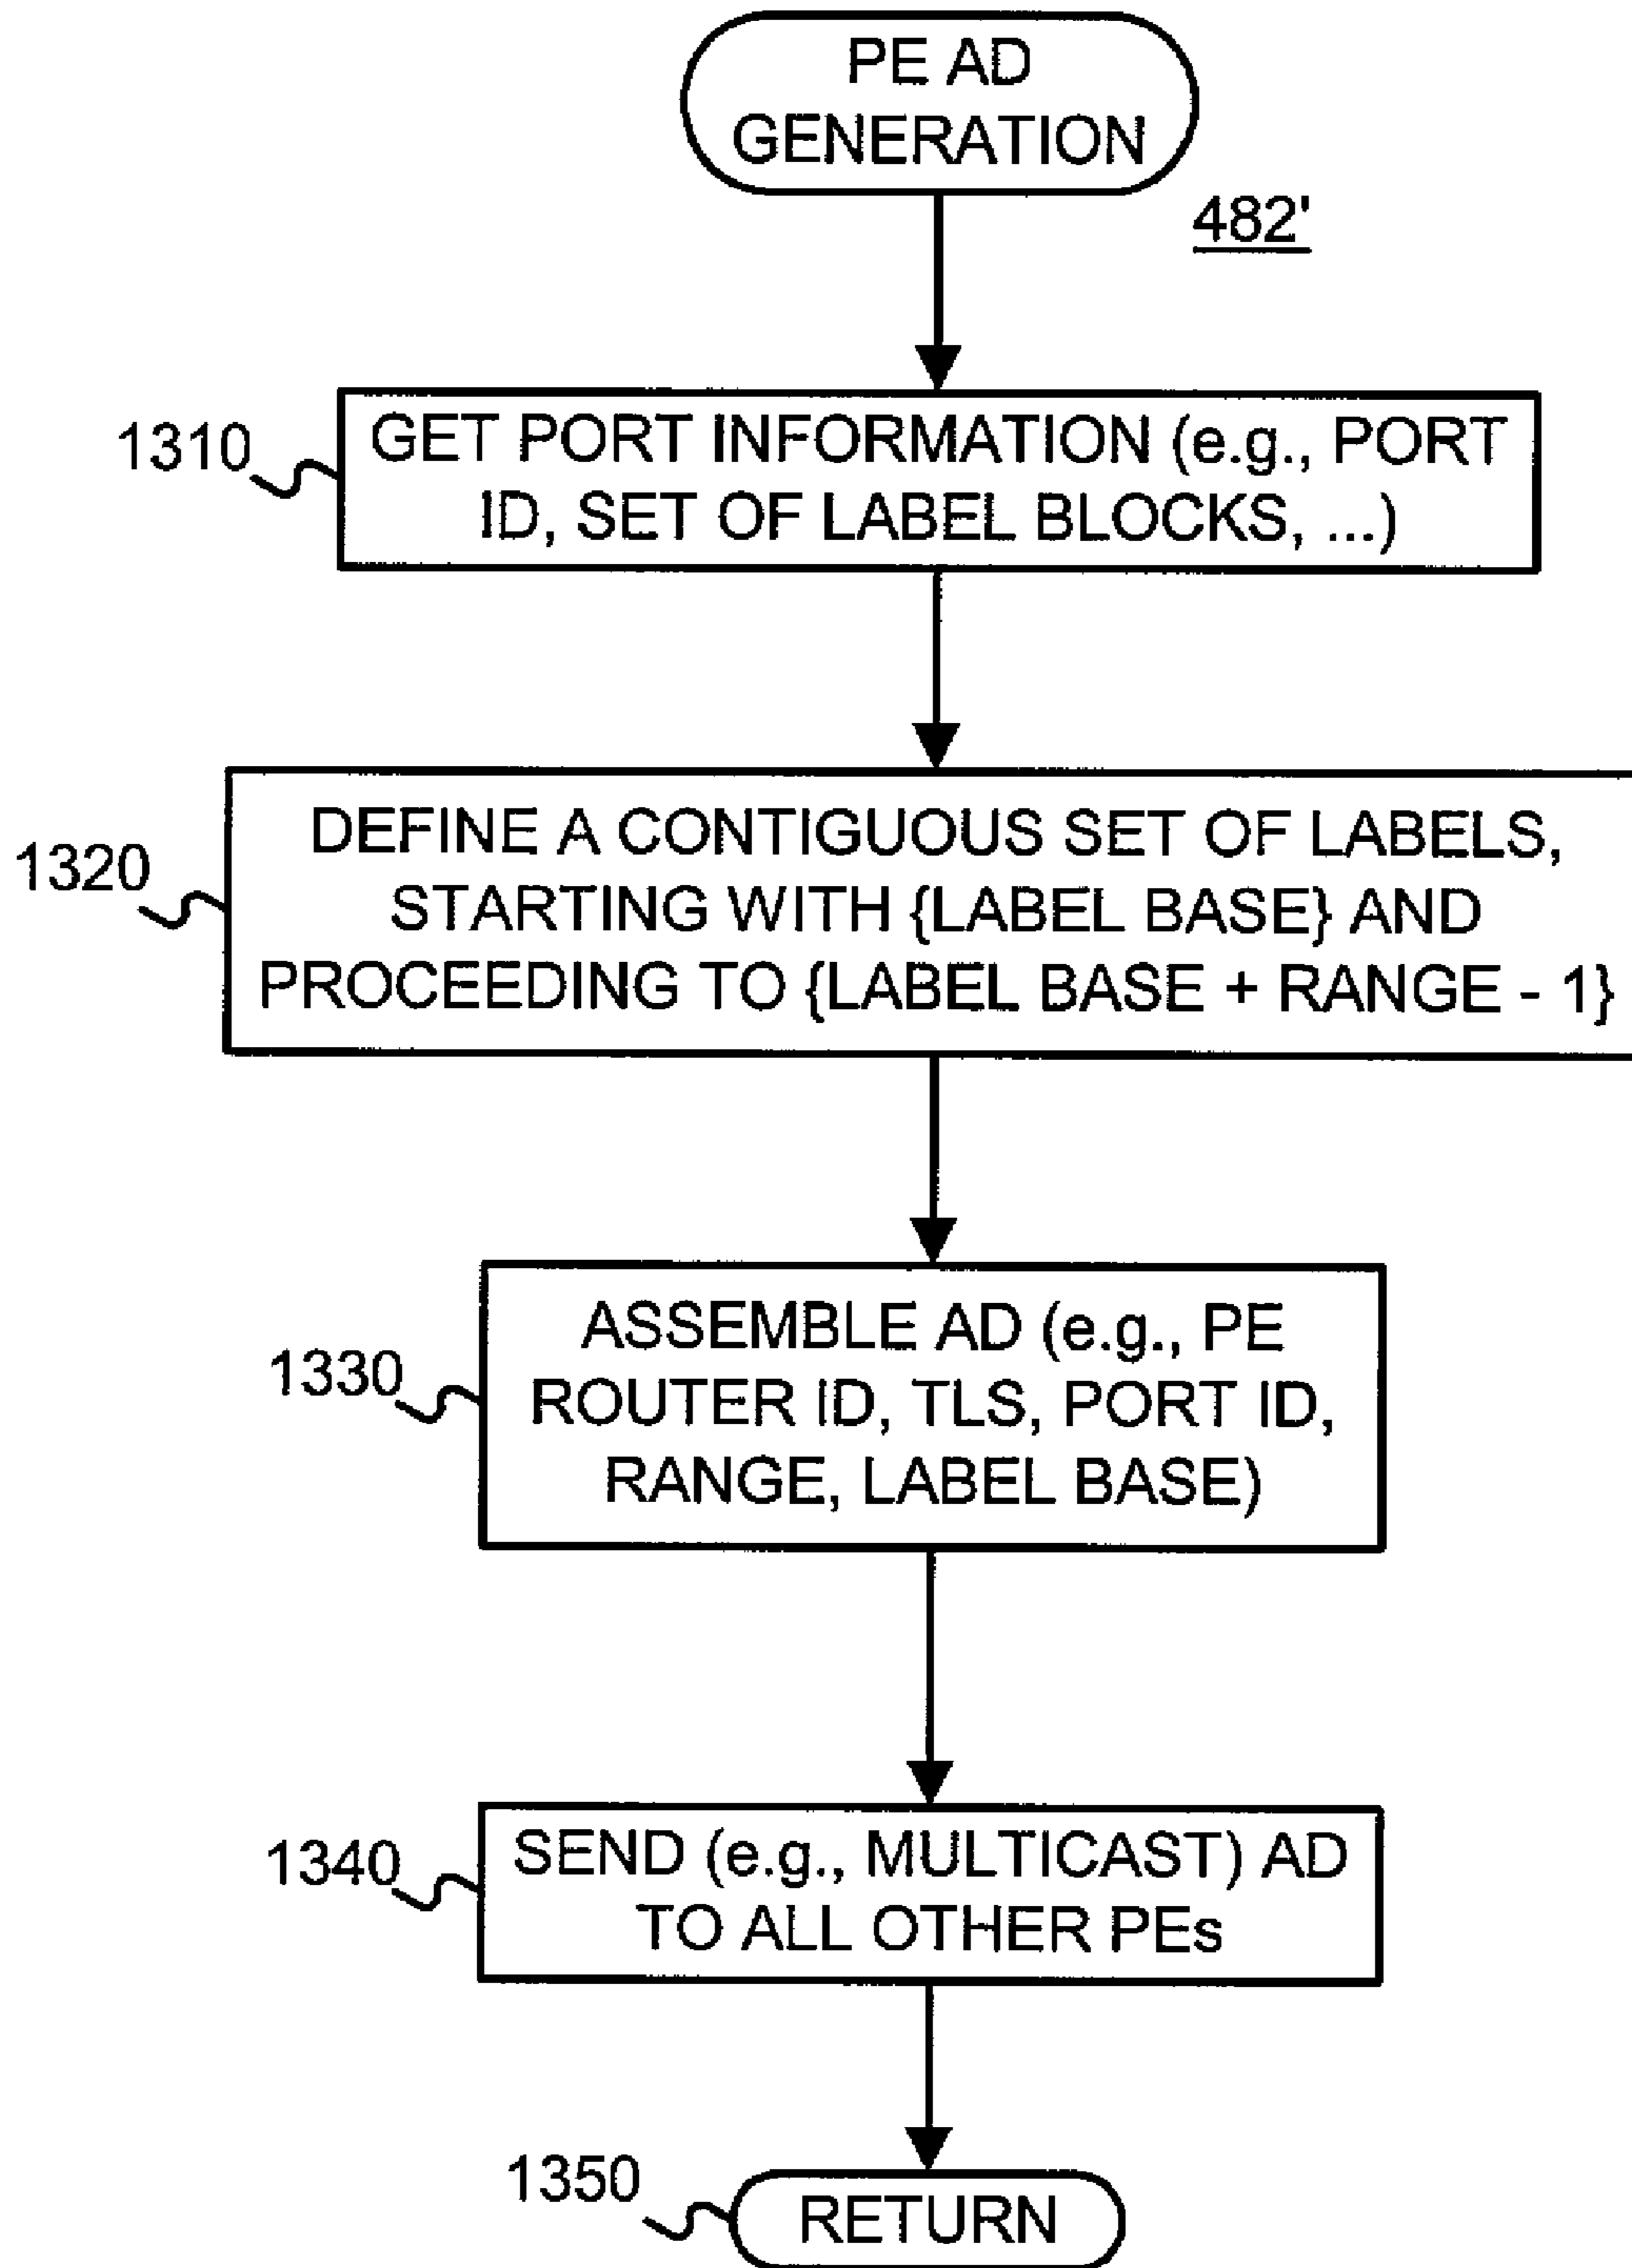 PE AD
GENERATION
482'
1310
GET PORT INFORMATION (e.g., PORT
ID, SET OF LABEL BLOCKS, ...)
1320
DEFINE A CONTIGUOUS SET OF LABELS,
STARTING WITH {LABEL BASE} AND
PROCEEDING TO {LABEL BASE + RANGE - 1}
1330
ASSEMBLE AD (e.g., PE
ROUTER ID, TLS, PORT ID,
RANGE, LABEL BASE)
1340
SEND (e.g., MULTICAST) AD
TO ALL OTHER PEs
1350
RETURN